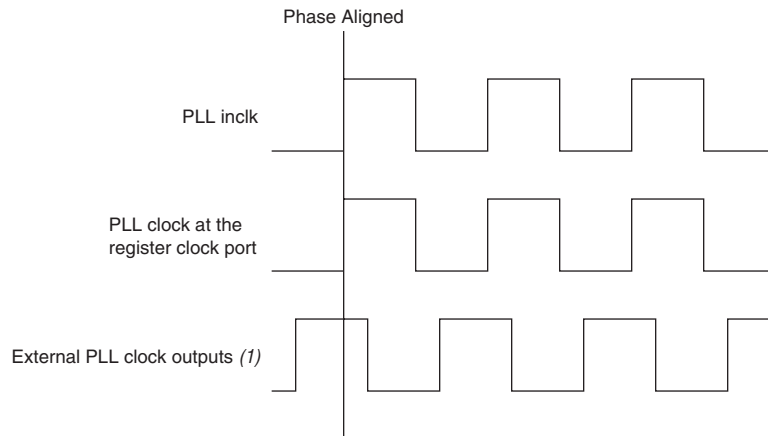 Phase Aligned
PLL inclk
PLL clock at the
register clock port
External PLL clock outputs (1)